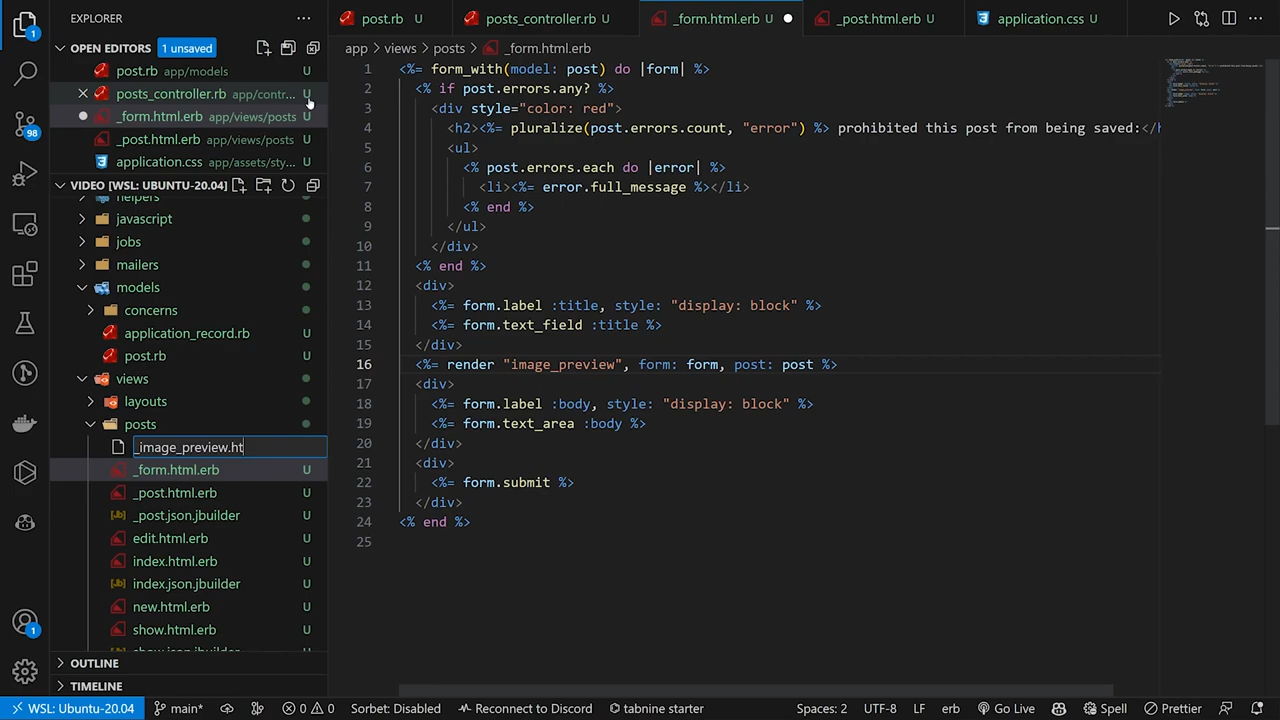 EXPLORER
OPEN EDITORS 1 unsaved
post.rb app/models U
posts_controller.rb app/contr... U
_form.html.erb app/views/posts U
_post.html.erb app/views/posts U
application.css app/assets/sty... U
VIDEO [WSL: UBUNTU-20.04]
helpers
javascript
jobs
mailers
models
concerns
application_record.rb U
post.rb U
views
layouts
posts
_image_preview.ht
_form.html.erb U
_post.html.erb U
_post.json.jbuilder U
edit.html.erb U
index.html.erb U
index.json.jbuilder U
new.html.erb U
show.html.erb U
show.json.jbuilder
OUTLINE
TIMELINE
1
98
1
post.rb U
posts_controller.rb U
_form.html.erb U
_post.html.erb U
application.css U
app > views > posts > _form.html.erb
1 <%= form_with(model: post) do |form| %>
2 <% if post.errors.any? %>
3 <div style="color: red">
4 <h2><%= pluralize(post.errors.count, "error") %> prohibited this post from being saved:</h
5 <ul>
6 <% post.errors.each do |error| %>
7 <li><%= error.full_message %></li>
8 <% end %>
9 </ul>
10 </div>
11 <% end %>
12 <div>
13 <%= form.label :title, style: "display: block" %>
14 <%= form.text_field :title %>
15 </div>
16 <%= render "image_preview", form: form, post: post %>
17 <div>
18 <%= form.label :body, style: "display: block" %>
19 <%= form.text_area :body %>
20 </div>
21 <div>
22 <%= form.submit %>
23 </div>
24 <% end %>
25
WSL: Ubuntu-20.04 main* 0 0 Sorbet: Disabled Reconnect to Discord tabnine starter Spaces: 2 UTF-8 LF erb Go Live Spell Prettier